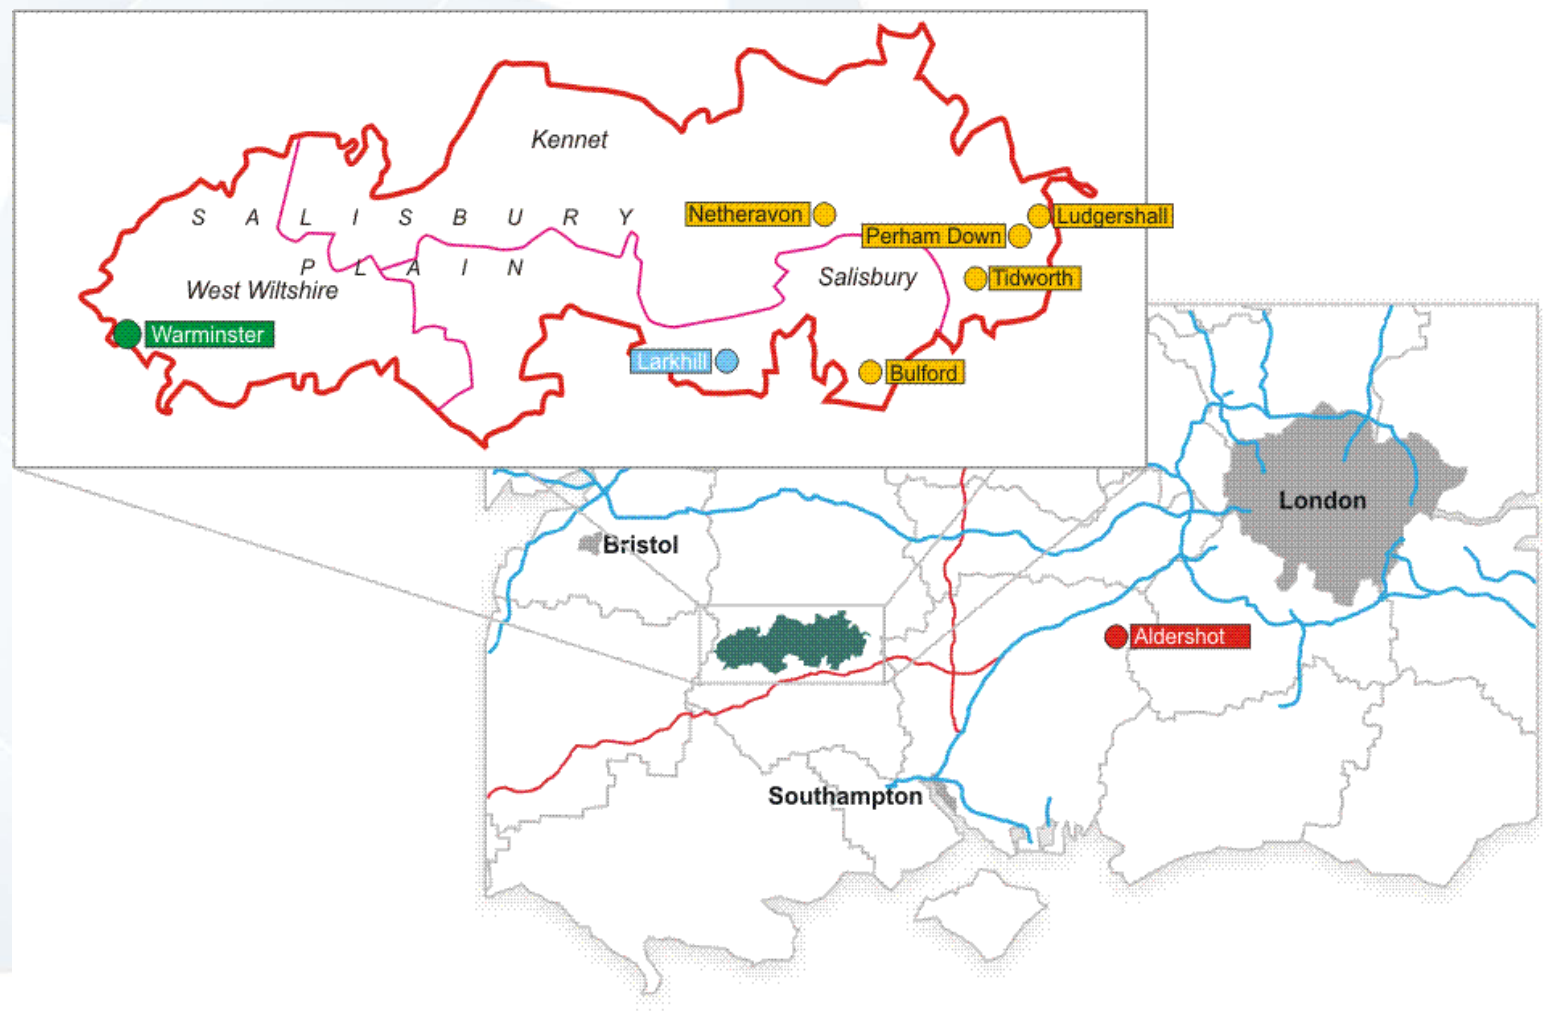 Kennet
S A L I S B U R Y
P L A I N
Netheravon
Ludgershall
Perham Down
Salisbury
Tidworth
West Wiltshire
Warminster
Larkhill
Bulford
London
Bristol
Aldershot
Southampton